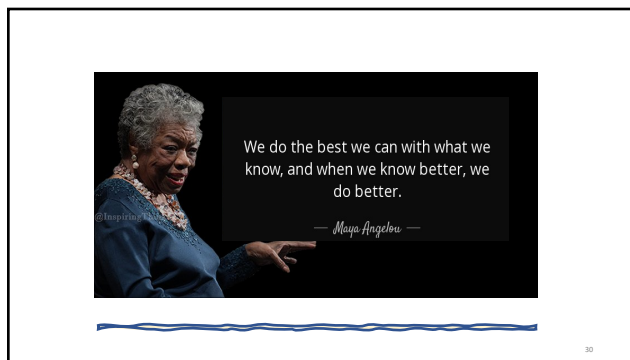 We do the best we can with what we
know, and when we know better, we
do better.
Maya Angelou
30